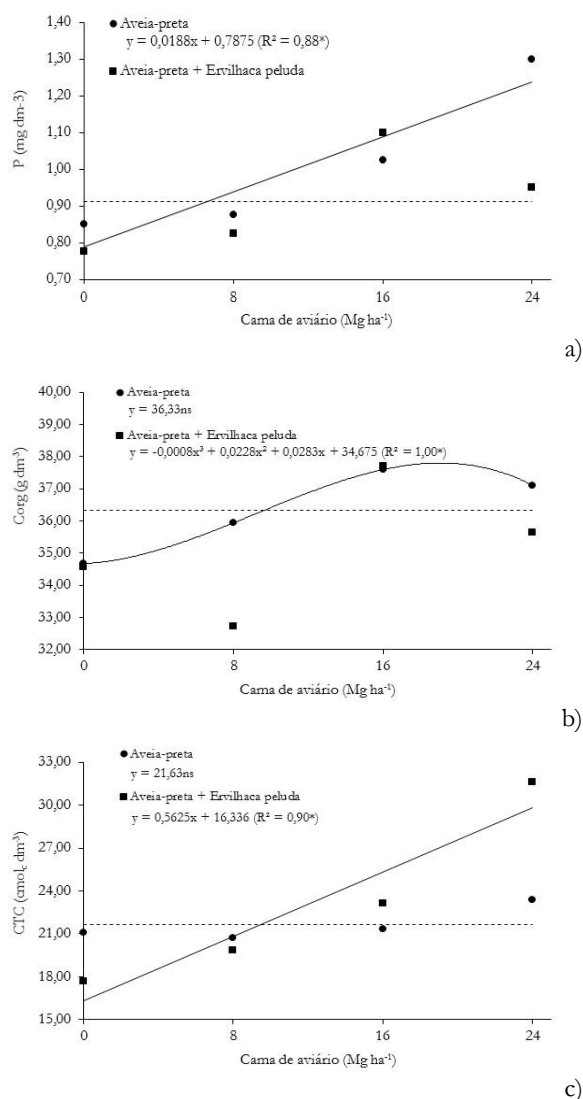 1,40
● Aveia-preta
y = 0,0188x + 0,7875 (R² = 0,88*)
1,30
■ Aveia-preta + Ervilhaca peluda
1,20
P (mg dm-3)
1,10
1,00
0,90
0,80
0,70
0 8 16 24
Cama de aviário (Mg ha⁻¹)
a)
40,00
● Aveia-preta
y = 36,33ns
39,00
■ Aveia-preta + Ervilhaca peluda
y = -0,0008x³ + 0,0228x² + 0,0283x + 34,675 (R² = 1,00*)
38,00
Corg (g dm³)
37,00
36,00
35,00
34,00
33,00
32,00
0 8 16 24
Cama de aviário (Mg ha⁻¹)
b)
33,00
● Aveia-preta
y = 21,63ns
■ Aveia-preta + Ervilhaca peluda
30,00
y = 0,5625x + 16,336 (R² = 0,90*)
27,00
CTC (cmolc dm⁻³)
24,00
21,00
18,00
15,00
0 8 16 24
Cama de aviário (Mg ha⁻¹)
c)